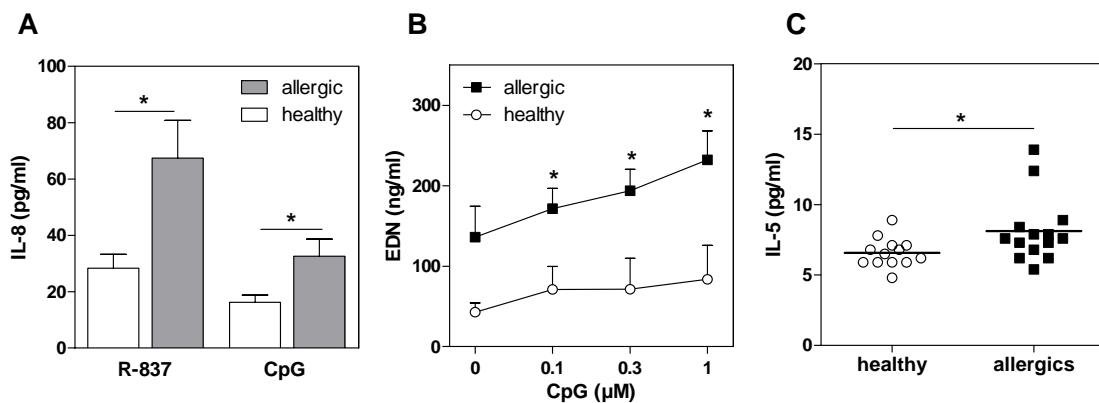 A
IL-8 (pg/ml)
100
80
60
40
20
0
allergic
healthy
*
*
R-837
CpG
B
EDN (ng/ml)
300
200
100
0
allergic
healthy
*
*
*
0
0.1
0.3
1
CpG (µM)
C
IL-5 (pg/ml)
20
15
10
5
0
*
healthy
allergics